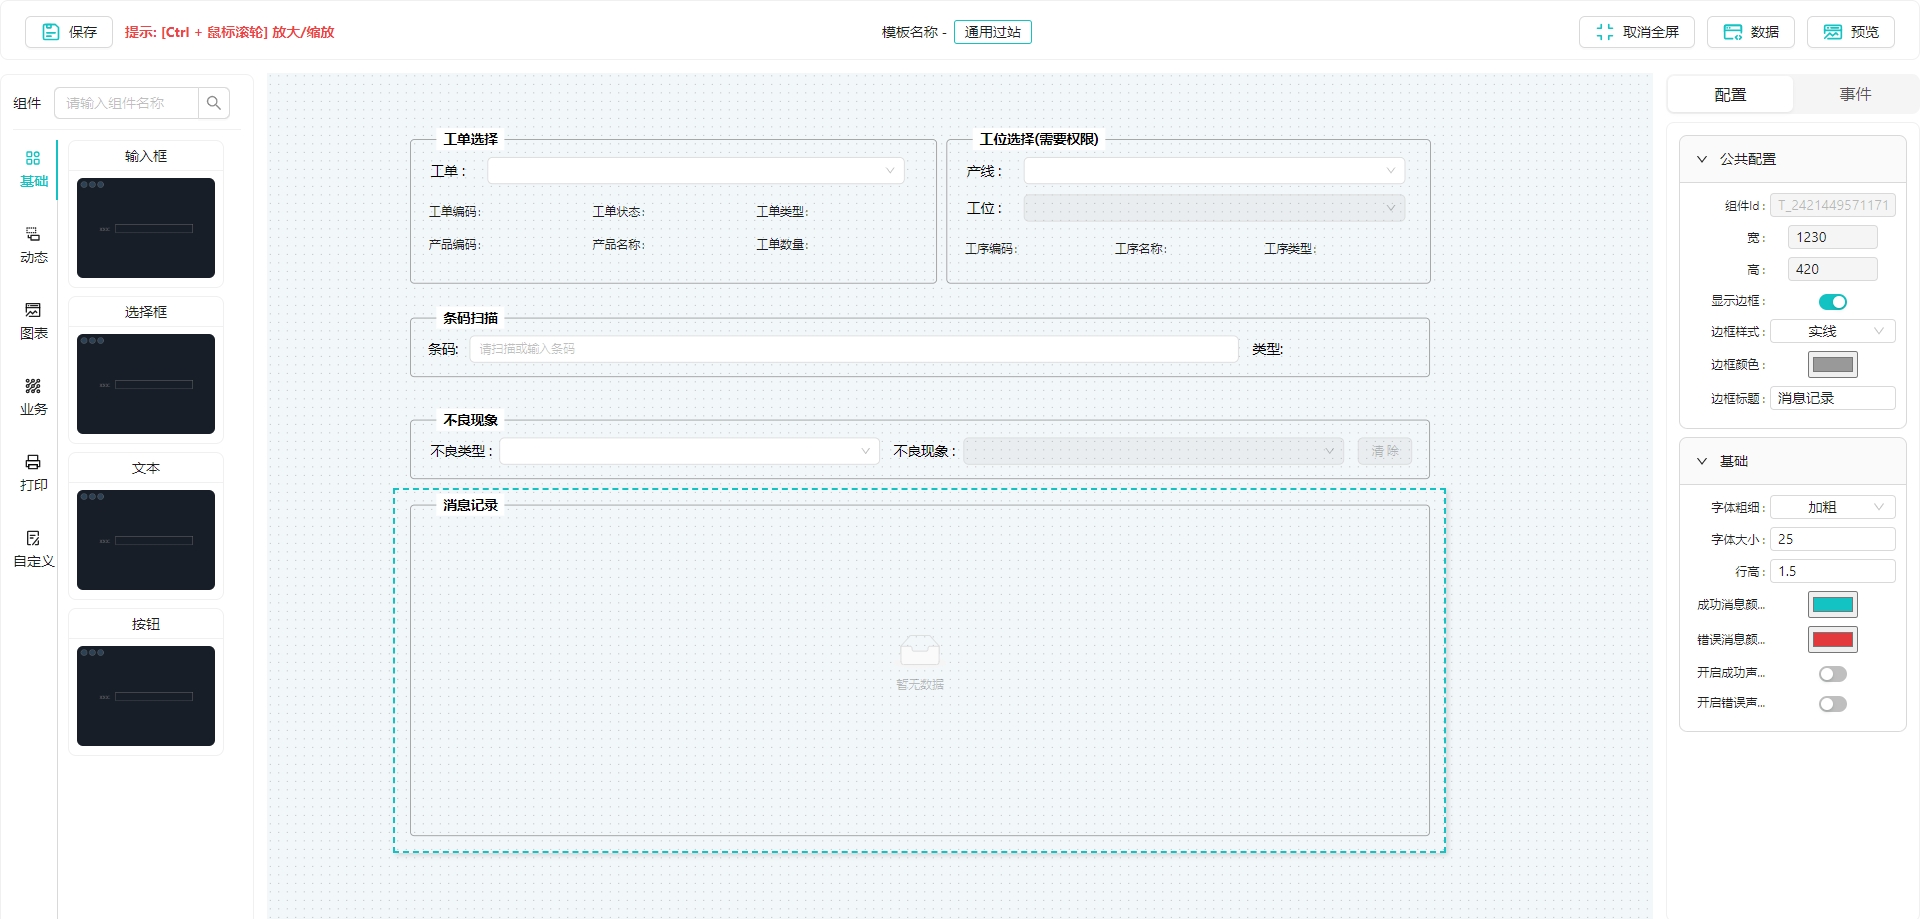 保存
提示: [Ctrl + 鼠标滚轮] 放大/缩放
模板名称 - 通用过站
取消全屏
数据
预览
组件 请输入组件名称
基础
动态
图表
业务
打印
自定义
输入框
选择框
文本
按钮
工单选择
工单：
工单编码: 工单状态: 工单类型:
产品编码: 产品名称: 工单数量:
工位选择(需要权限)
产线：
工位：
工序编码: 工序名称: 工序类型:
条码扫描
条码: 请扫描或输入条码 类型:
不良现象
不良类型： 不良现象： 清 除
消息记录
暂无数据
配置 事件
公共配置
组件Id： T_2421449571171
宽： 1230
高： 420
显示边框：
边框样式： 实线
边框颜色：
边框标题： 消息记录
基础
字体粗细： 加粗
字体大小： 25
行高： 1.5
成功消息颜...
错误消息颜...
开启成功声...
开启错误声...